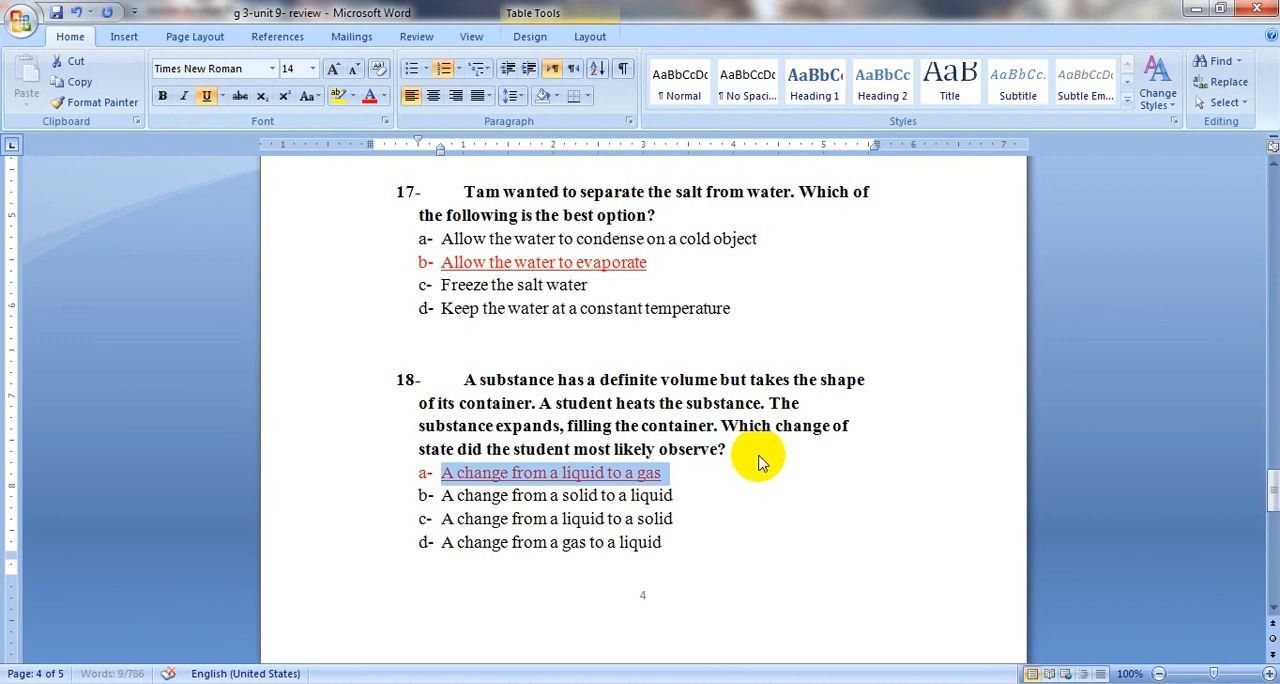 g 3-unit 9- review - Microsoft Word
Table Tools
Home Insert Page Layout References Mailings Review View Design Layout
Paste
Cut
Copy
Format Painter
Clipboard
Times New Roman 14
Font
Paragraph
AaBbCcDc AaBbCcDc AaBbC AaBbCc AaB AaBbCc. AaBbCcDc
¶ Normal ¶ No Spaci... Heading 1 Heading 2 Title Subtitle Subtle Em...
Change Styles
Styles
Find
Replace
Select
Editing
17- Tam wanted to separate the salt from water. Which of
the following is the best option?
a- Allow the water to condense on a cold object
b- Allow the water to evaporate
c- Freeze the salt water
d- Keep the water at a constant temperature
18- A substance has a definite volume but takes the shape
of its container. A student heats the substance. The
substance expands, filling the container. Which change of
state did the student most likely observe?
a- A change from a liquid to a gas
b- A change from a solid to a liquid
c- A change from a liquid to a solid
d- A change from a gas to a liquid
4
Page: 4 of 5 Words: 9/786 English (United States) 100%